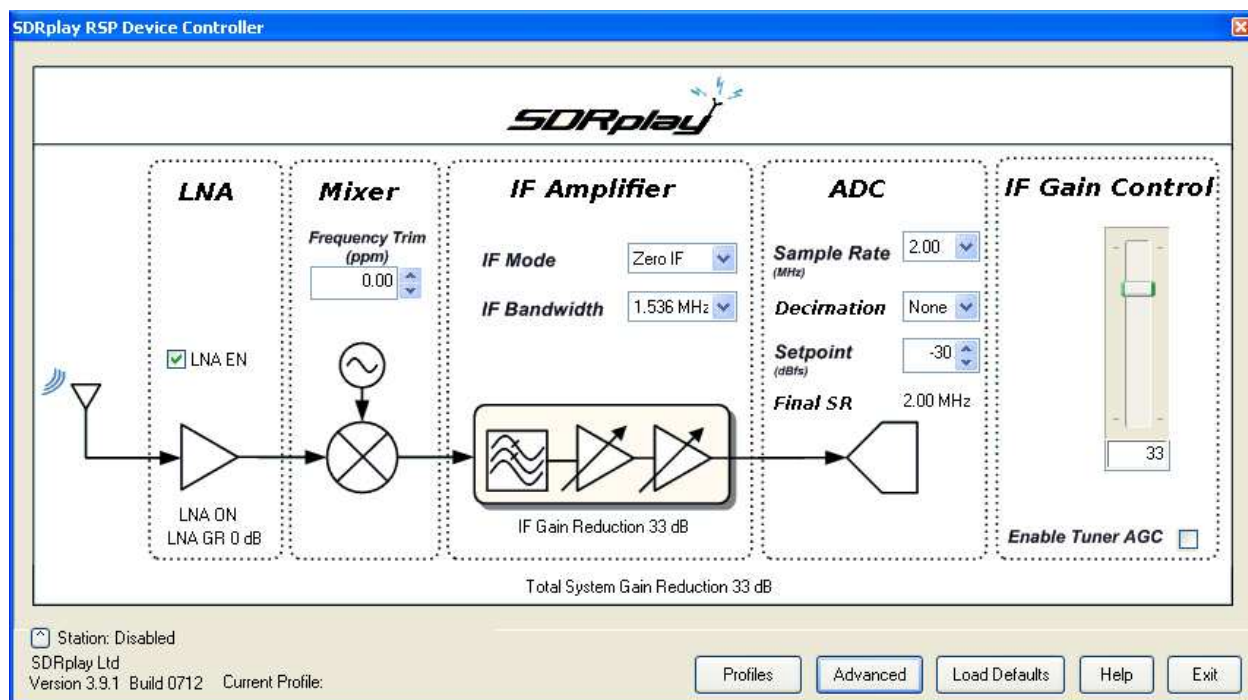 SDRplay RSP Device Controller
SDRplay
LNA
Mixer
IF Amplifier
ADC
IF Gain Control
Frequency Trim
(ppm)
0.00
IF Mode
Zero IF
IF Bandwidth
1.536 MHz
Sample Rate
(MHz)
2.00
Decimation
None
Setpoint
(dBfs)
-30
Final SR
2.00 MHz
33
LNA EN
LNA ON
LNA GR 0 dB
IF Gain Reduction 33 dB
Enable Tuner AGC
Total System Gain Reduction 33 dB
Station: Disabled
SDRplay Ltd
Version 3.9.1 Build 0712 Current Profile:
Profiles
Advanced
Load Defaults
Help
Exit